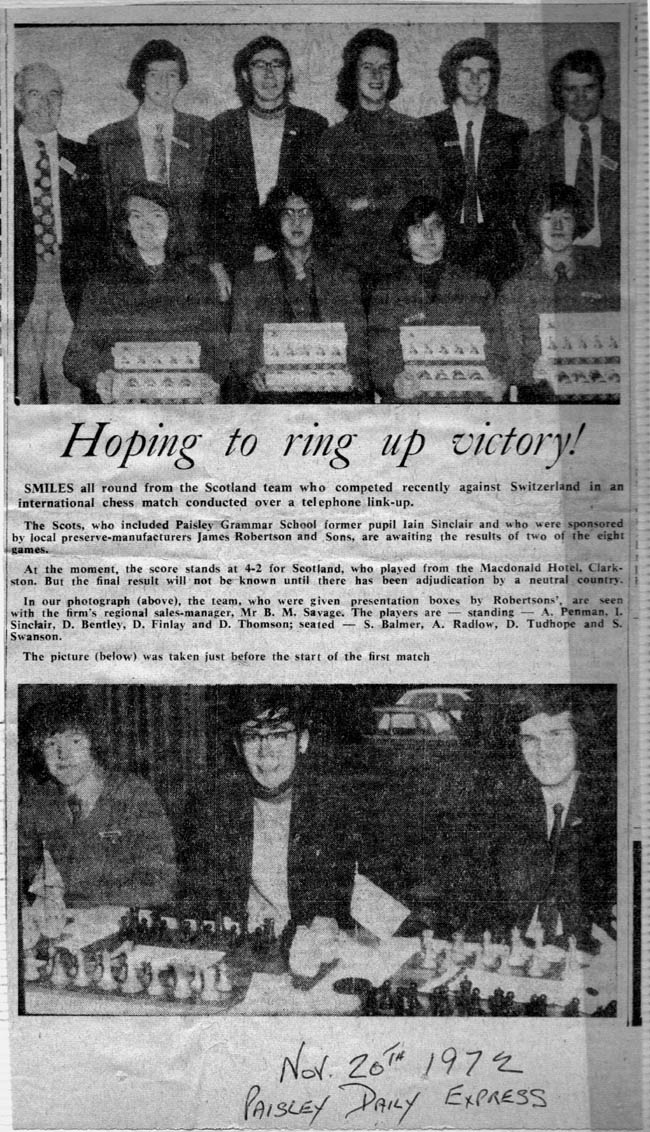 Hoping to ring up victory!
SMILES all round from the Scotland team who competed recently against Switzerland in an
international chess match conducted over a telephone link-up.
The Scots, who included Paisley Grammar School former pupil Iain Sinclair and who were sponsored
by local preserve-manufacturers James Robertson and Sons, are awaiting the results of two of the eight
games.
At the moment, the score stands at 4-2 for Scotland, who played from the Macdonald Hotel, Clark-
ston. But the final result will not be known until there has been adjudication by a neutral country.
In our photograph (above), the team, who were given presentation boxes by Robertsons', are seen
with the firm's regional sales-manager, Mr B. M. Savage. The players are — standing — A. Penman, I.
Sinclair, D. Bentley, D. Finlay and D. Thomson; seated — S. Balmer, A. Radlow, D. Tudhope and S.
Swanson.
The picture (below) was taken just before the start of the first match
Nov. 20TH 1972
PAISLEY DAILY EXPRESS